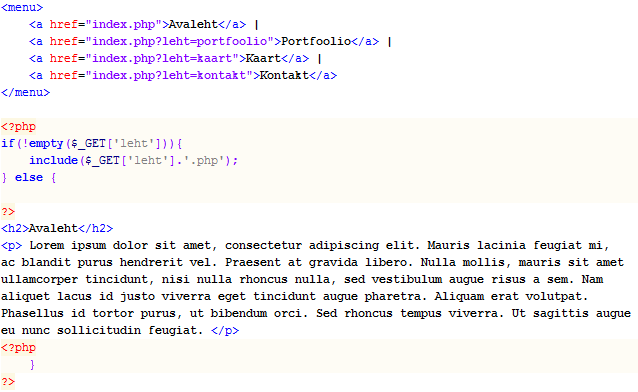 <menu>
    <a href="index.php">Avaleht</a> |
    <a href="index.php?leht=portfoolio">Portfoolio</a> |
    <a href="index.php?leht=kaart">Kaart</a> |
    <a href="index.php?leht=kontakt">Kontakt</a>
</menu>
<?php
if(!empty($_GET['leht'])){
    include($_GET['leht'].'.php');
} else {
?>
<h2>Avaleht</h2>
<p> Lorem ipsum dolor sit amet, consectetur adipiscing elit. Mauris lacinia feugiat mi,
ac blandit purus hendrerit vel. Praesent at gravida libero. Nulla mollis, mauris sit amet
ullamcorper tincidunt, nisi nulla rhoncus nulla, sed vestibulum augue risus a sem. Nam
aliquet lacus id justo viverra eget tincidunt augue pharetra. Aliquam erat volutpat.
Phasellus id tortor purus, ut bibendum orci. Sed rhoncus tempus viverra. Ut sagittis augue
eu nunc sollicitudin feugiat. </p>
<?php
    }
?>